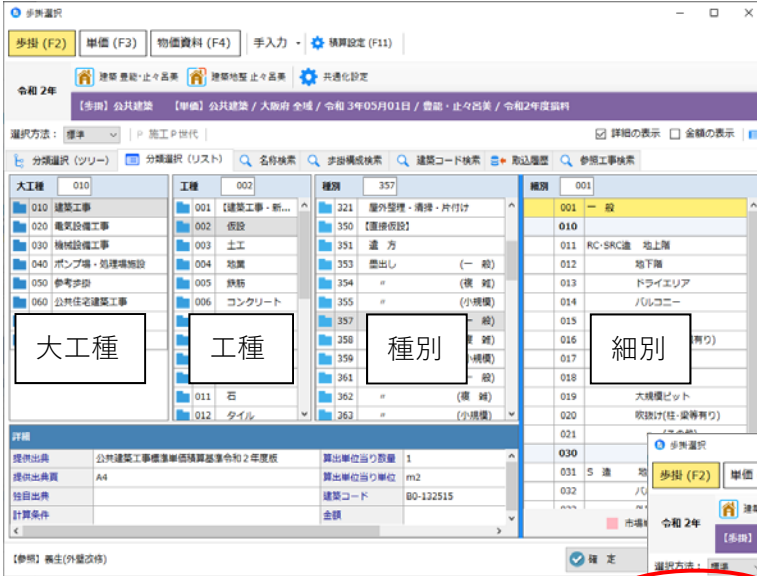 歩掛選択
歩掛 (F2) 単価 (F3) 物価資料 (F4) 手入力 積算設定 (F11)
令和 2年 建築 豊能・止々呂美 建築地整 止々呂美 共通化設定
【歩掛】公共建築 【単価】公共建築 / 大阪府 全域 / 令和 3年05月01日 / 豊能・止々呂美 / 令和2年度損料
選択方法： 標準 P 施工P世代 詳細の表示 金額の表示
分類選択 (ツリー) 分類選択 (リスト) 名称検索 歩掛構成検索 建築コード検索 取込履歴 参照工事検索
大工種 010
010 建築工事
020 電気設備工事
030 機械設備工事
040 ポンプ場・処理場施設
050 参考歩掛
060 公共住宅建築工事
大工種
工種 002
001 【建築工事・新...
002 仮設
003 土工
004 地業
005 鉄筋
006 コンクリート
工種
011 石
012 タイル
種別 357
321 屋外整理・清掃・片付け
350 【直接仮設】
351 遣 方
353 墨出し (一 般)
354 〃 (複 雑)
355 〃 (小規模)
357 般)
358 雑)
359 規模)
361 般)
種別
362 〃 (複 雑)
363 〃 (小規模)
細別 001
001 一 般
010
011 RC・SRC造 地上階
012 地下階
013 ドライエリア
014 バルコニー
015
016 有り)
017
018
細別
019 大規模ピット
020 吹抜け(柱・梁等有り)
021
030
031 S 造
032
詳細
提供出典 公共建築工事標準単価積算基準令和２年度版 算出単位当り数量 1
提供出典頁 A4 算出単位当り単位 m2
独自出典 建築コード B0-132515
計算条件 金額
【参照】養生(外壁改修)
確 定
歩掛選択
歩掛 (F2) 単価
令和 2年
【歩掛】
選択方法： 標準